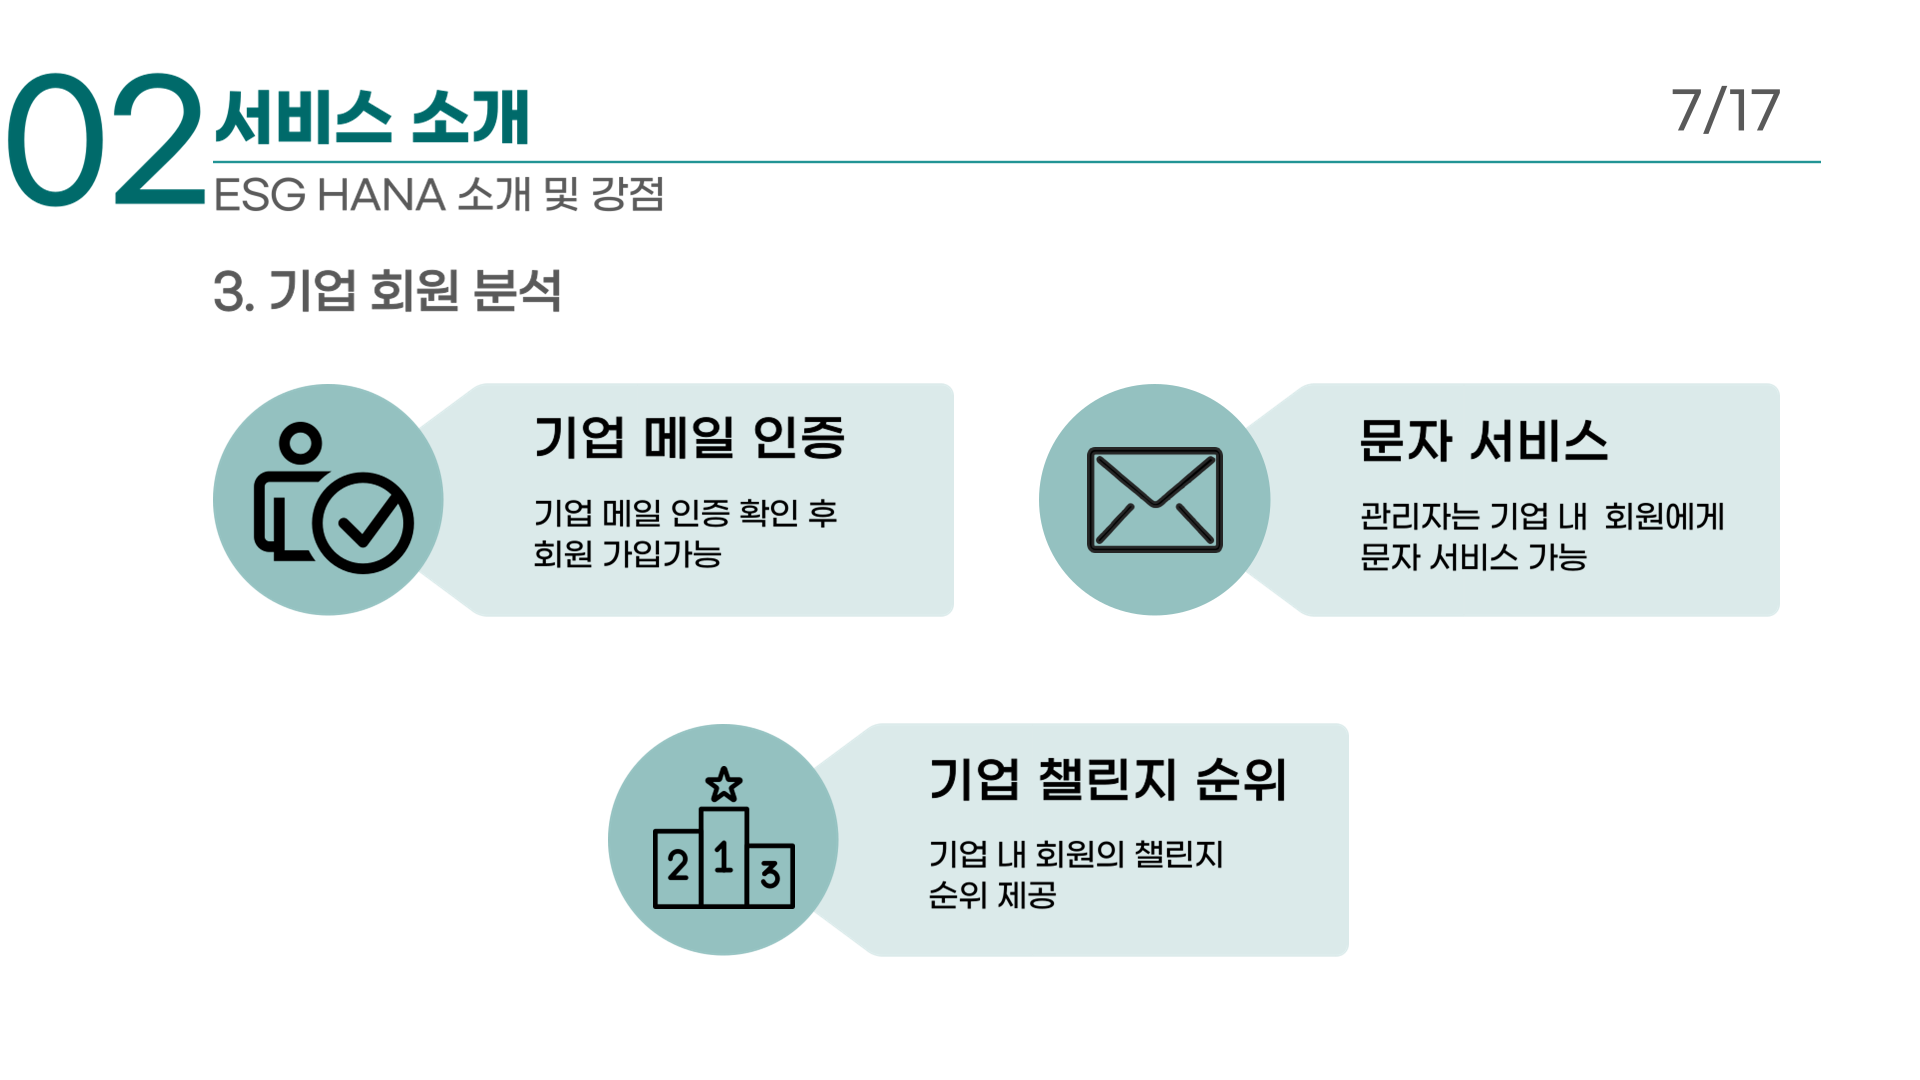 02 서비스 소개
7/17
ESG HANA 소개 및 강점
3. 기업 회원 분석
기업 메일 인증
기업 메일 인증 확인 후
회원 가입가능
문자 서비스
관리자는 기업 내 회원에게
문자 서비스 가능
2 1 3
기업 챌린지 순위
기업 내 회원의 챌린지
순위 제공